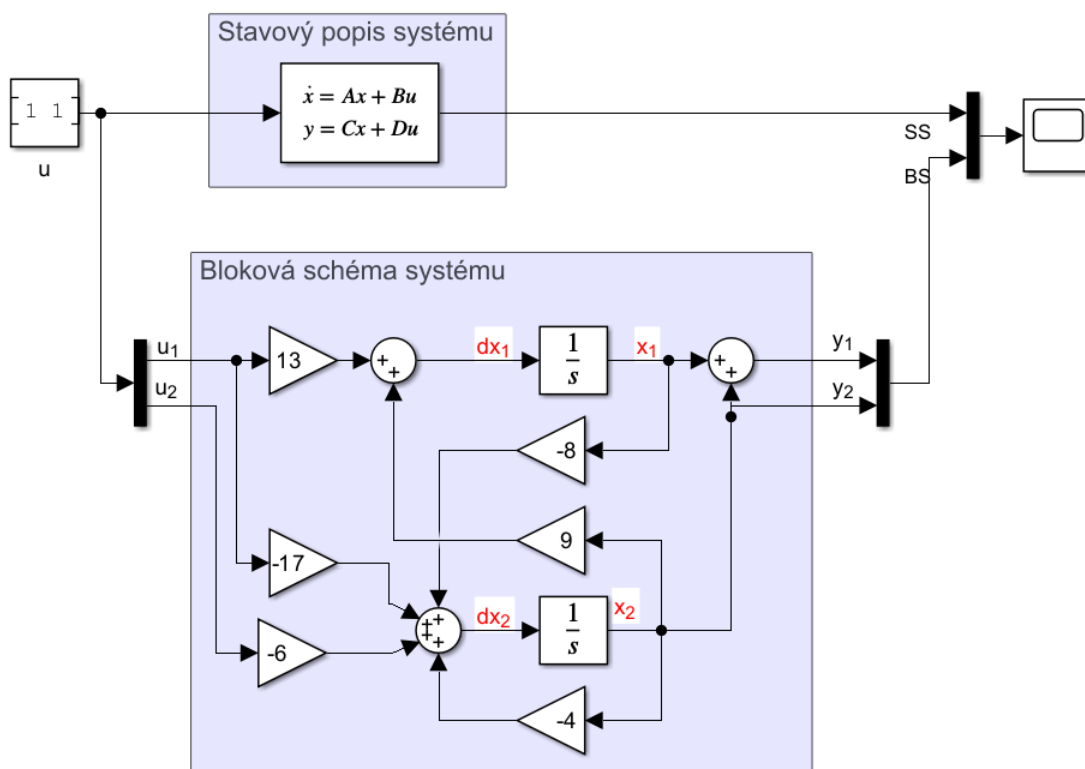 Stavový popis systému
1 1
u
ẋ = Ax + Bu
y = Cx + Du
SS
BS
Bloková schéma systému
u1
u2
13
+
+
dx1
1
s
x1
+
+
y1
y2
-8
9
-17
-6
+
+
+
+
dx2
1
s
x2
-4